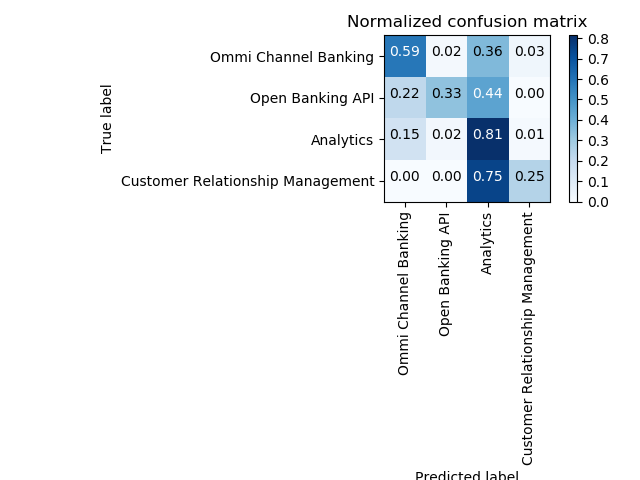 Normalized confusion matrix
True label
Ommi Channel Banking 0.59 0.02 0.36 0.03
Open Banking API 0.22 0.33 0.44 0.00
Analytics 0.15 0.02 0.81 0.01
Customer Relationship Management 0.00 0.00 0.75 0.25
Ommi Channel Banking
Open Banking API
Analytics
Customer Relationship Management
Predicted label
0.8
0.7
0.6
0.5
0.4
0.3
0.2
0.1
0.0